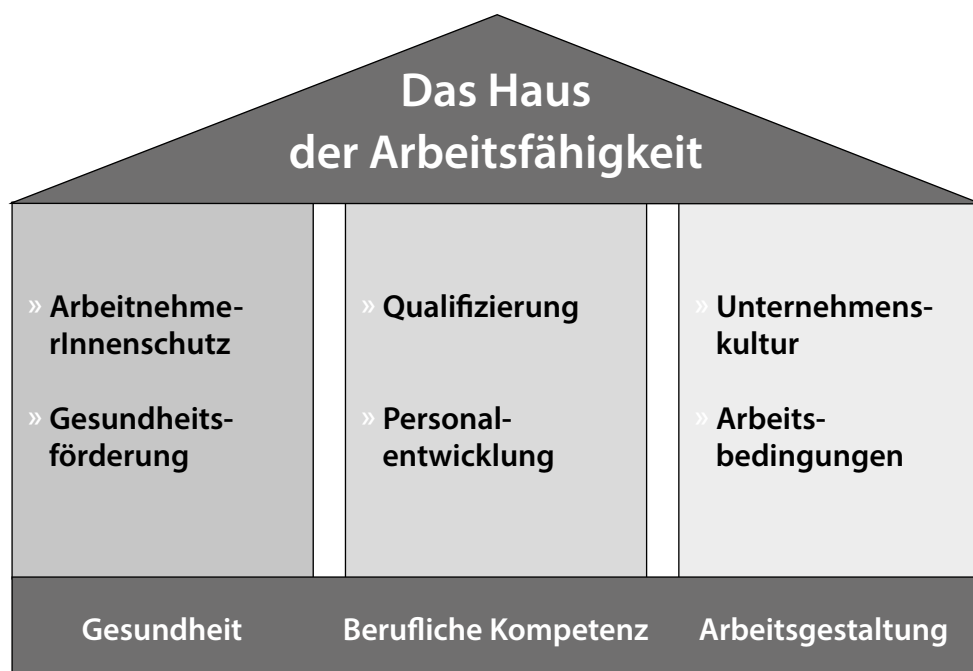 Das Haus
der Arbeitsfähigkeit
» Arbeitnehme-
rInnenschutz
» Gesundheits-
förderung
» Qualifizierung
» Personal-
entwicklung
» Unternehmens-
kultur
» Arbeits-
bedingungen
Gesundheit
Berufliche Kompetenz
Arbeitsgestaltung